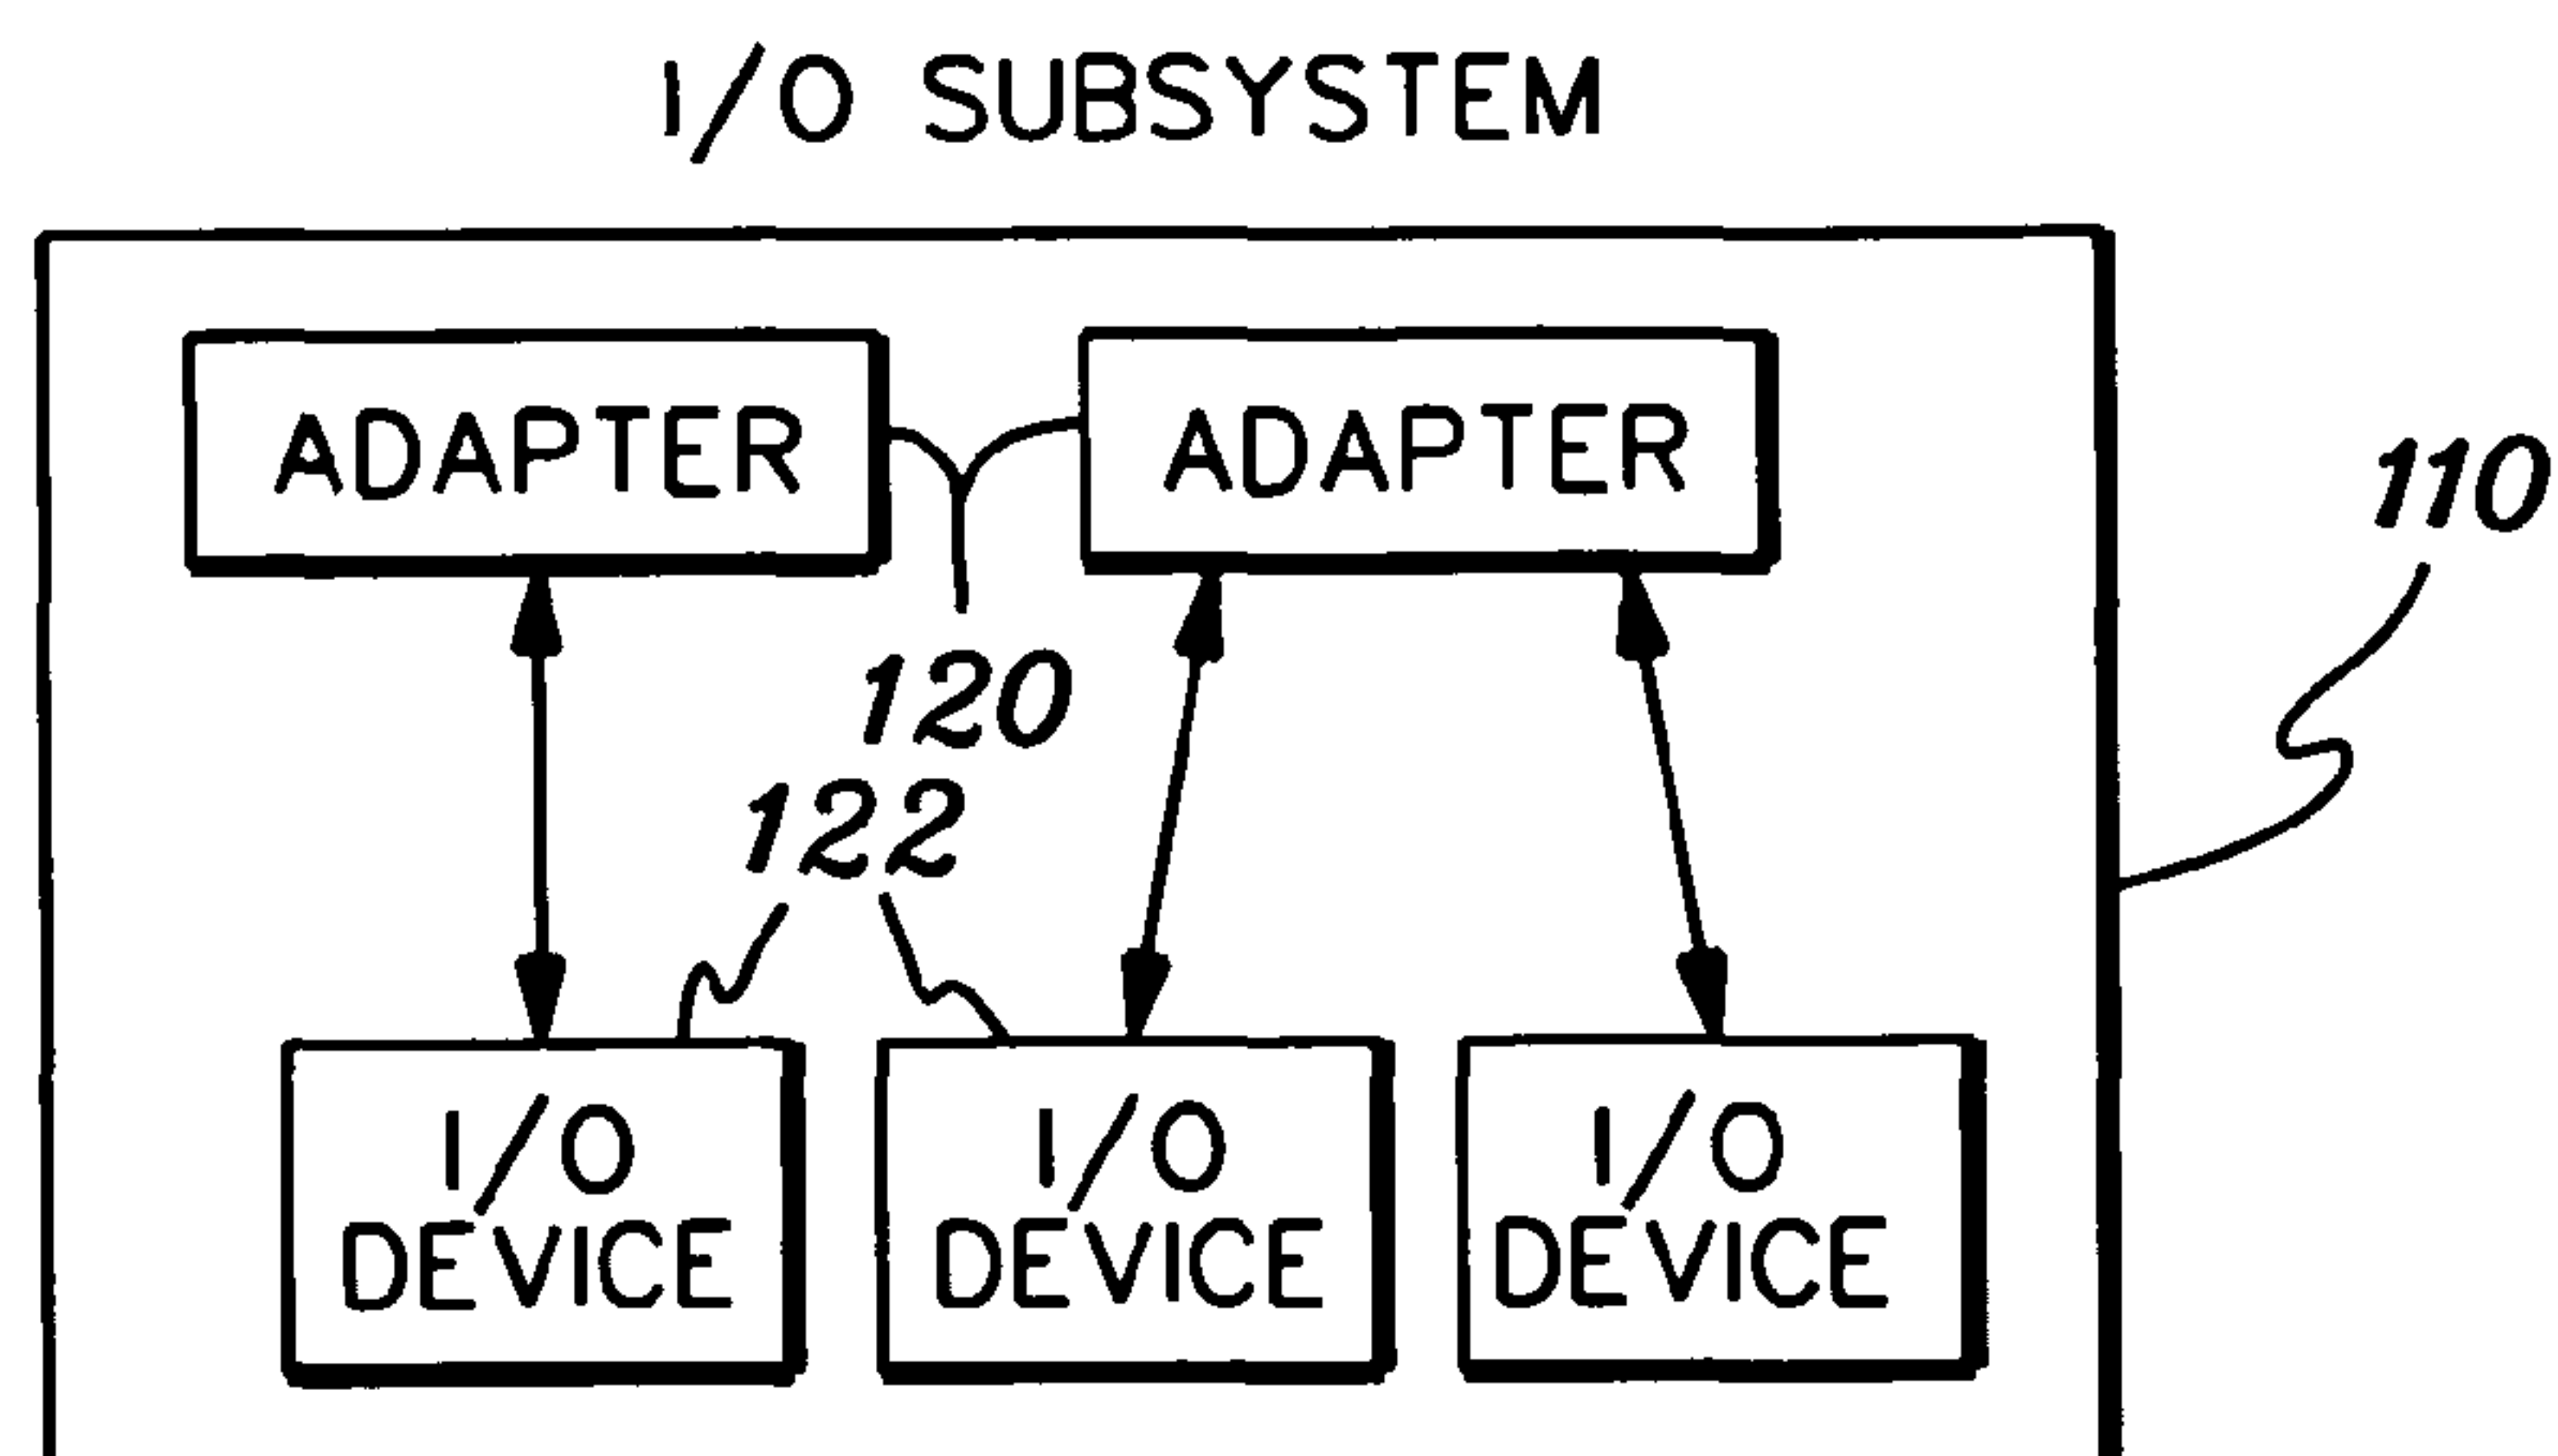 I/O SUBSYSTEM
ADAPTER
ADAPTER
110
120
122
I/O
DEVICE
I/O
DEVICE
I/O
DEVICE